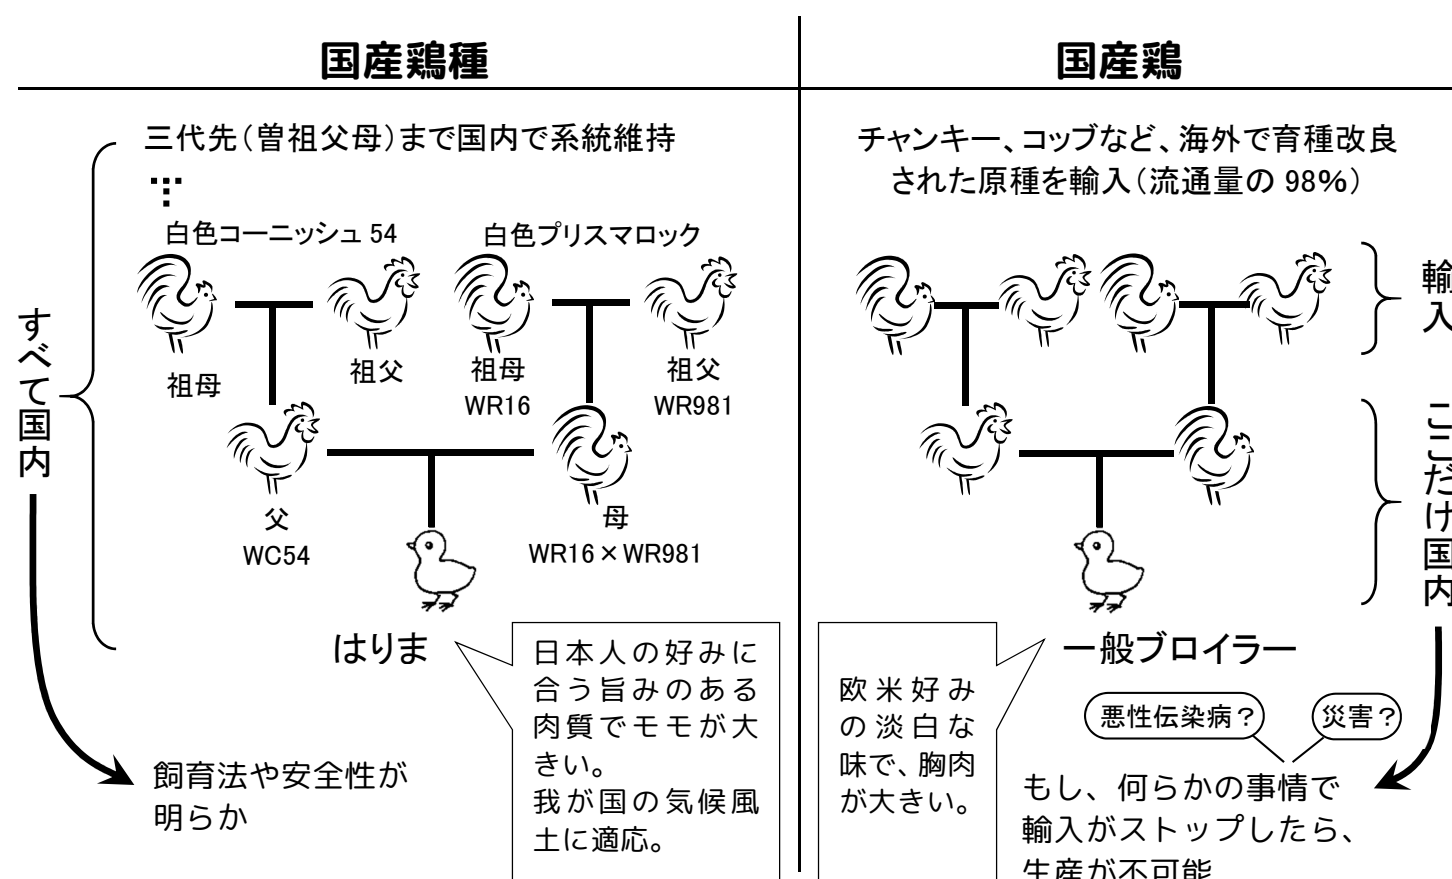 国産鶏種
三代先（曽祖父母）まで国内で系統維持
白色コーニッシュ 54
白色プリスマロック
祖母
祖父
祖母
WR16
祖父
WR981
すべて国内
父
WC54
母
WR16×WR981
はりま
日本人の好みに
合う旨みのある
肉質でモモが大
きい。
我が国の気候風
土に適応。
飼育法や安全性が
明らか
国産鶏
チャンキー、コッブなど、海外で育種改良
された原種を輸入（流通量の 98%）
輸入
ここだけ国内
一般ブロイラー
欧米好み
の淡白な
味で、胸肉
が大きい。
悪性伝染病？
災害？
もし、何らかの事情で
輸入がストップしたら、
生産が不可能